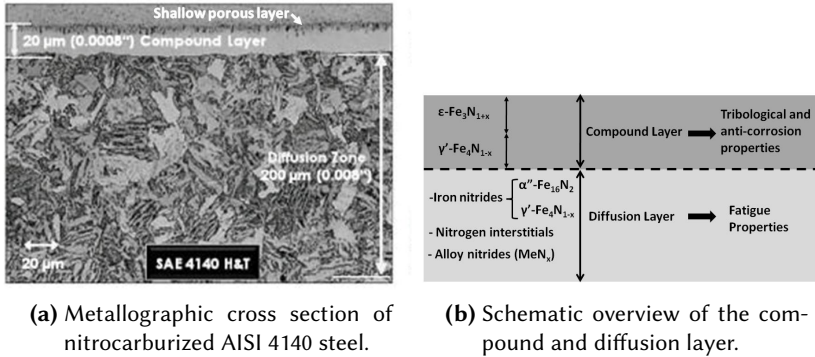 Shallow porous layer
20 µm (0.0008") Compound Layer
Diffusion Zone
200 µm (0.008")
20 µm
SAE 4140 H&T
(a) Metallographic cross section of
nitrocarburized AISI 4140 steel.
ε-Fe₃N₁₊ₓ
γ'-Fe₄N₁₋ₓ
Compound Layer
Tribological and
anti-corrosion
properties
-Iron nitrides
α''-Fe₁₆N₂
γ'-Fe₄N₁₋ₓ
- Nitrogen interstitials
- Alloy nitrides (MeNₓ)
Diffusion Layer
Fatigue
Properties
(b) Schematic overview of the com-
pound and diffusion layer.